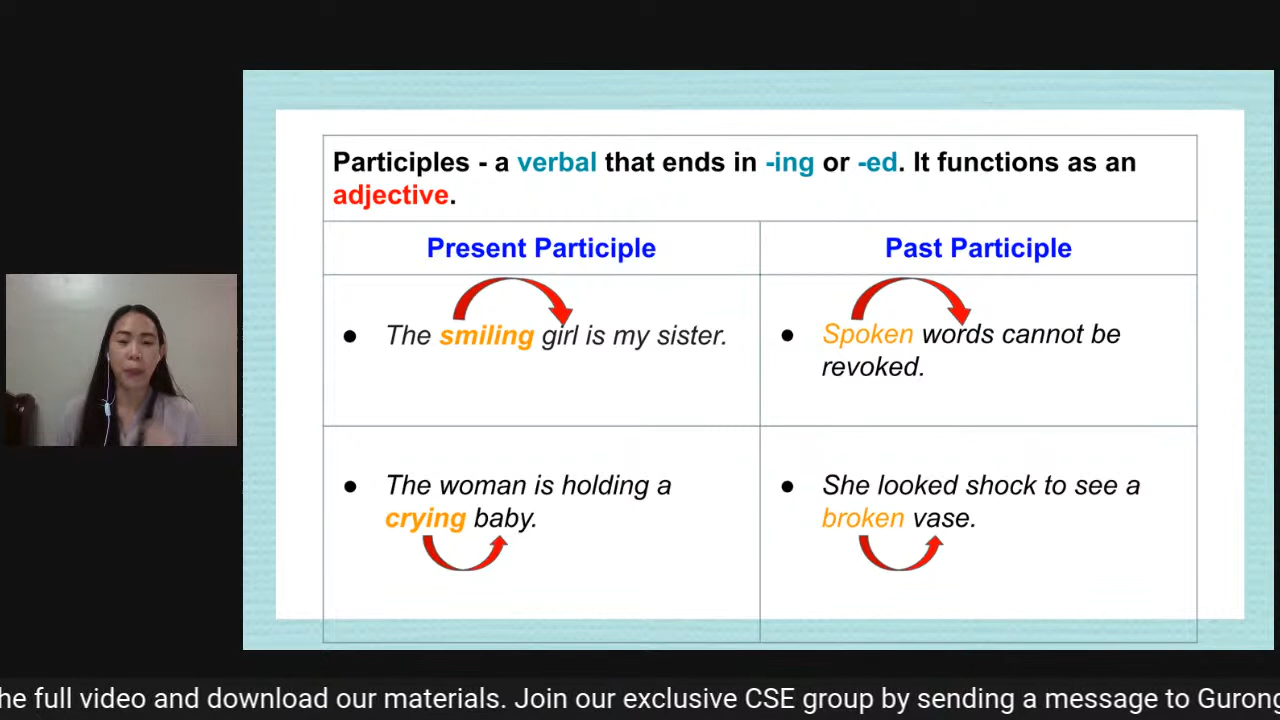 Participles - a verbal that ends in -ing or -ed. It functions as an
adjective.
Present Participle
Past Participle
● The smiling girl is my sister.
● Spoken words cannot be
revoked.
● The woman is holding a
crying baby.
● She looked shock to see a
broken vase.
he full video and download our materials. Join our exclusive CSE group by sending a message to Gurong